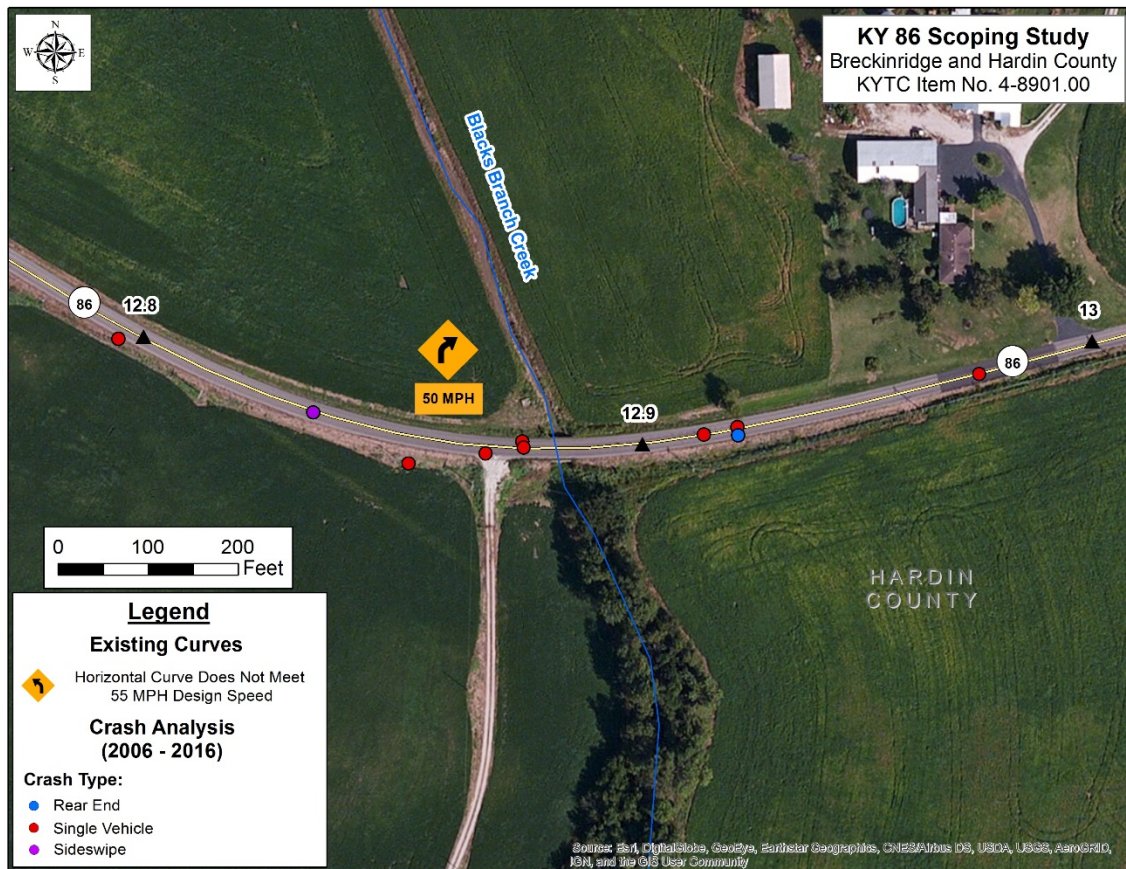 KY 86 Scoping Study
Breckinridge and Hardin County
KYTC Item No. 4-8901.00
N
W E
S
Blacks Branch Creek
86
12.8
13
86
50 MPH
12.9
0 100 200
Feet
HARDIN
COUNTY
Legend
Existing Curves
Horizontal Curve Does Not Meet
55 MPH Design Speed
Crash Analysis
(2006 - 2016)
Crash Type:
Rear End
Single Vehicle
Sideswipe
Source: Esri, DigitalGlobe, GeoEye, Earthstar Geographics, CNES/Airbus DS, USDA, USGS, AeroGRID,
IGN, and the GIS User Community